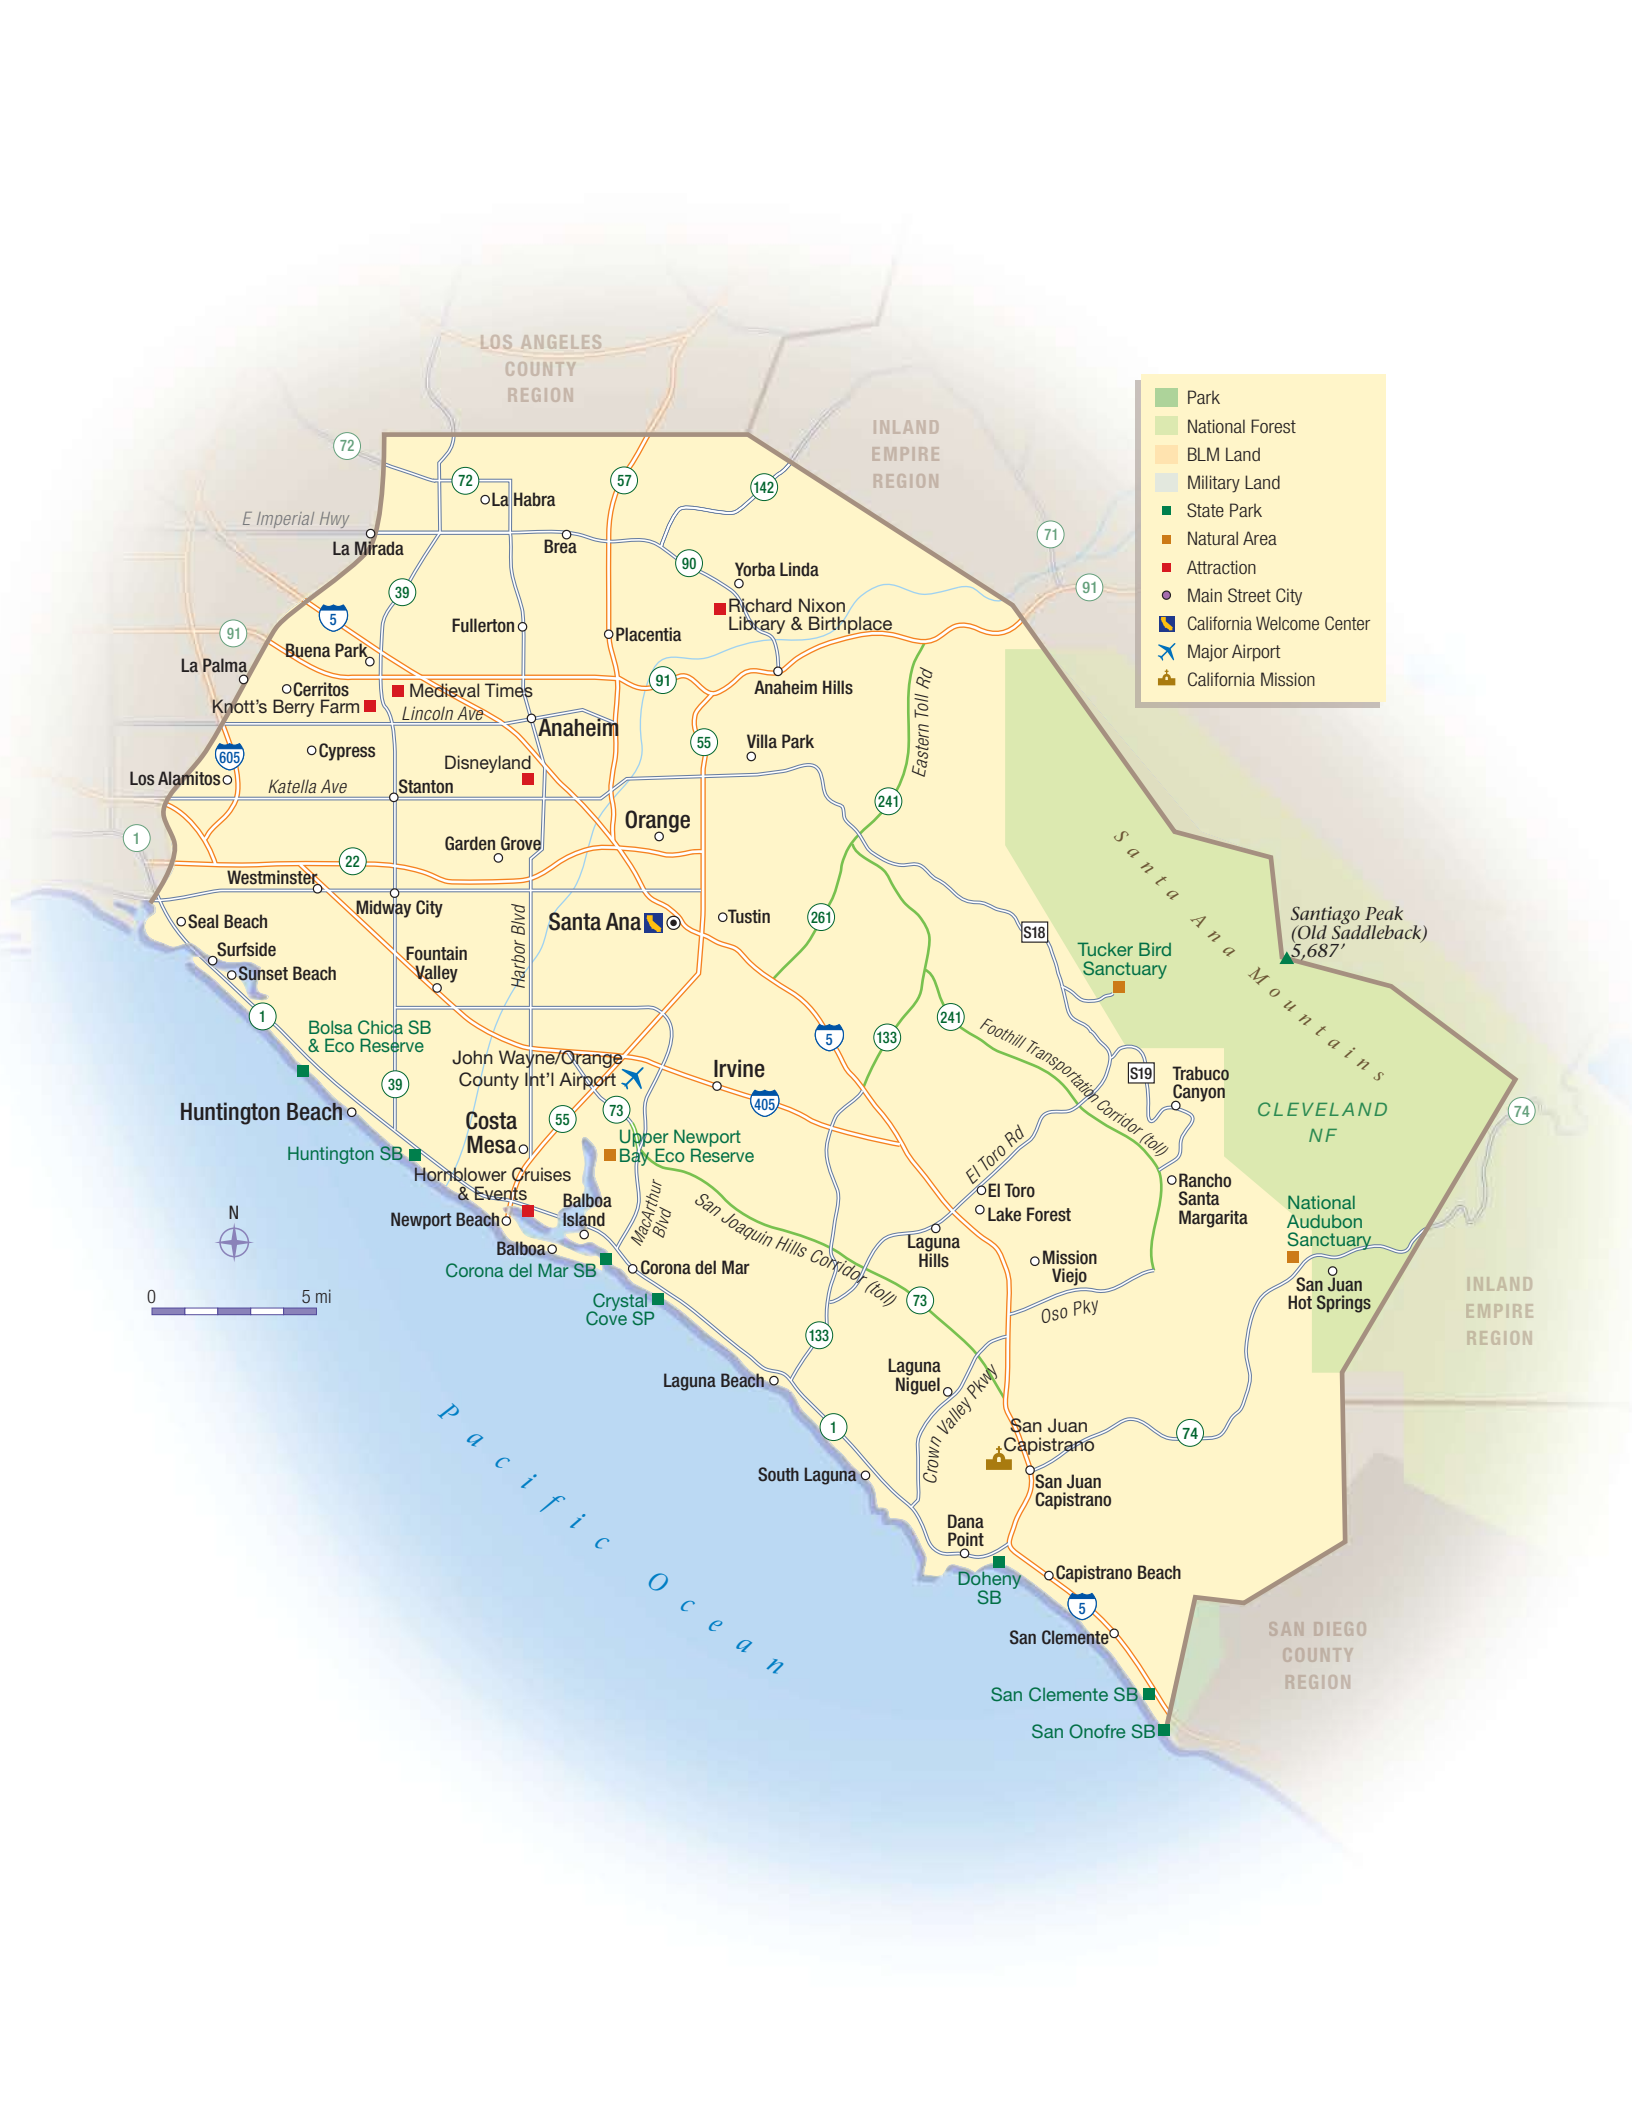 LOS ANGELES
COUNTY
REGION
INLAND
EMPIRE
REGION
Park
National Forest
BLM Land
Military Land
State Park
Natural Area
Attraction
Main Street City
California Welcome Center
Major Airport
California Mission
72
72
57
142
La Habra
E Imperial Hwy
La Mirada
Brea
71
90
Yorba Linda
91
39
5
Richard Nixon
Library & Birthplace
91
Fullerton
Placentia
Buena Park
La Palma
Cerritos
Medieval Times
91
Anaheim Hills
Knott's Berry Farm
Lincoln Ave
Eastern Toll Rd
Anaheim
605
Cypress
55
Villa Park
Disneyland
Los Alamitos
Katella Ave
Stanton
241
Orange
1
Garden Grove
22
Santa Ana Mountains
Westminster
Midway City
Seal Beach
Harbor Blvd
Santa Ana
Tustin
261
S18
Santiago Peak
(Old Saddleback)
5,687'
Surfside
Sunset Beach
Fountain
Valley
Tucker Bird
Sanctuary
1
Bolsa Chica SB
& Eco Reserve
241
133
5
Foothill Transportation Corridor (toll)
John Wayne/Orange
County Int'l Airport
Irvine
S19
Trabuco
Canyon
39
405
Huntington Beach
Costa
Mesa
55
73
CLEVELAND
NF
74
Huntington SB
Upper Newport
Bay Eco Reserve
El Toro Rd
Hornblower Cruises
& Events
Balboa
Island
MacArthur
Blvd
San Joaquin Hills Corridor (toll)
El Toro
Lake Forest
Rancho
Santa
Margarita
National
Audubon
Sanctuary
N
Newport Beach
Balboa
Laguna
Hills
Mission
Viejo
Corona del Mar SB
Corona del Mar
San Juan
Hot Springs
INLAND
EMPIRE
REGION
0
5 mi
Crystal
Cove SP
73
Oso Pky
133
Laguna Beach
Laguna
Niguel
Crown Valley Pkwy
1
San Juan
Capistrano
74
South Laguna
San Juan
Capistrano
Pacific Ocean
Dana
Point
Doheny
SB
Capistrano Beach
5
San Clemente
SAN DIEGO
COUNTY
REGION
San Clemente SB
San Onofre SB